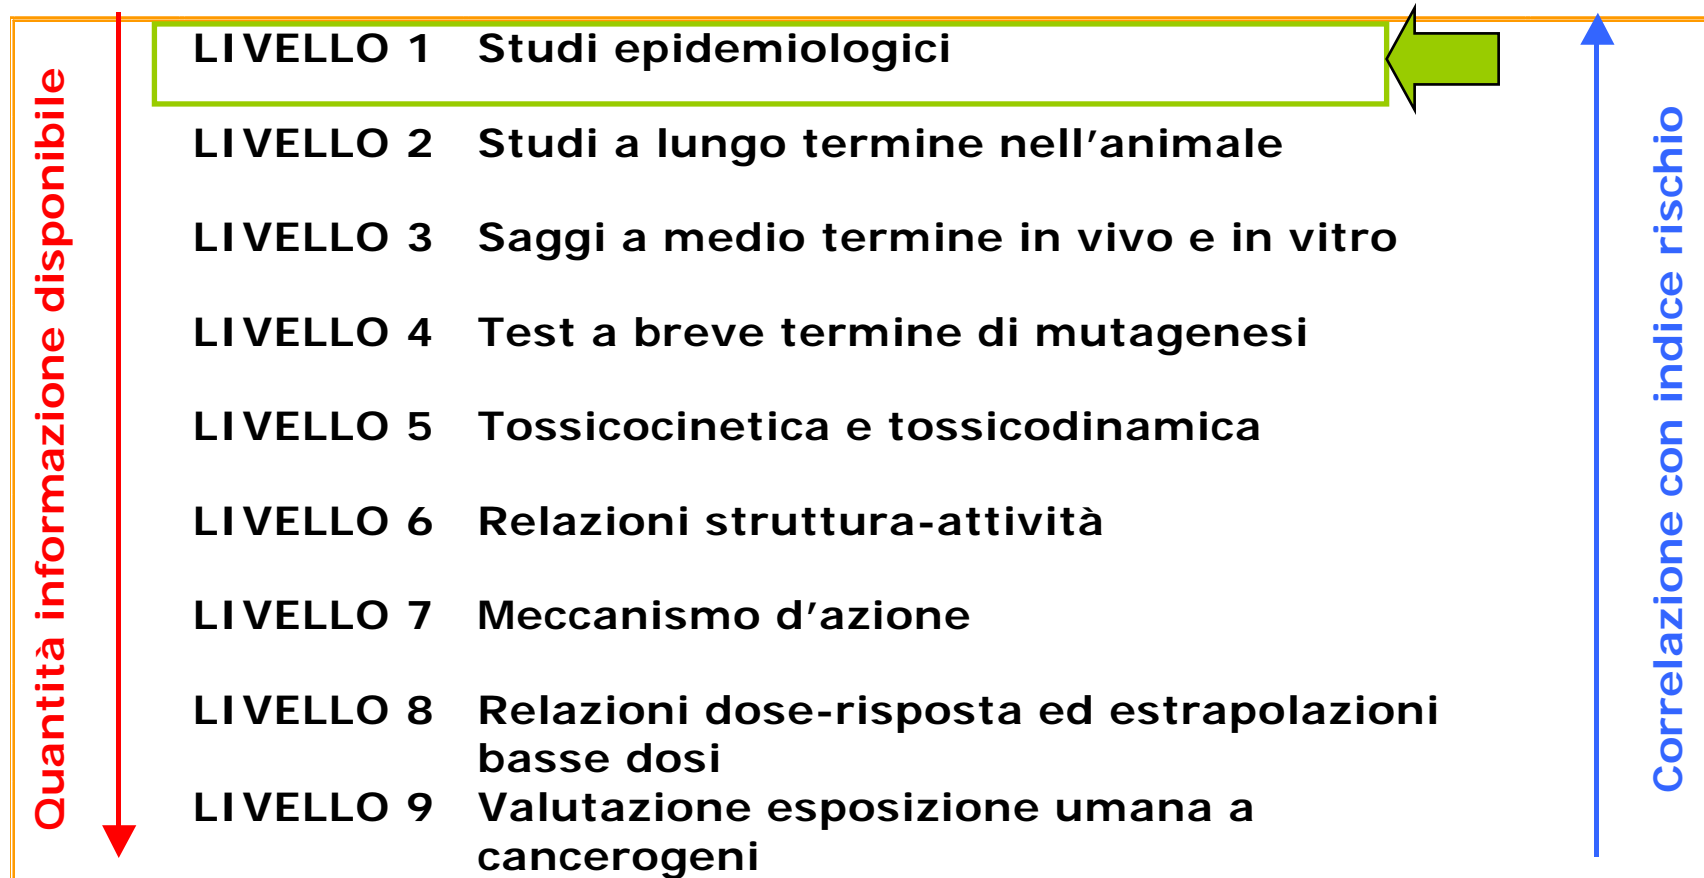 Quantità informazione disponibile
LIVELLO 1 Studi epidemiologici
LIVELLO 2 Studi a lungo termine nell’animale
LIVELLO 3 Saggi a medio termine in vivo e in vitro
LIVELLO 4 Test a breve termine di mutagenesi
LIVELLO 5 Tossicocinetica e tossicodinamica
LIVELLO 6 Relazioni struttura-attività
LIVELLO 7 Meccanismo d’azione
LIVELLO 8 Relazioni dose-risposta ed estrapolazioni
basse dosi
LIVELLO 9 Valutazione esposizione umana a
cancerogeni
Correlazione con indice rischio